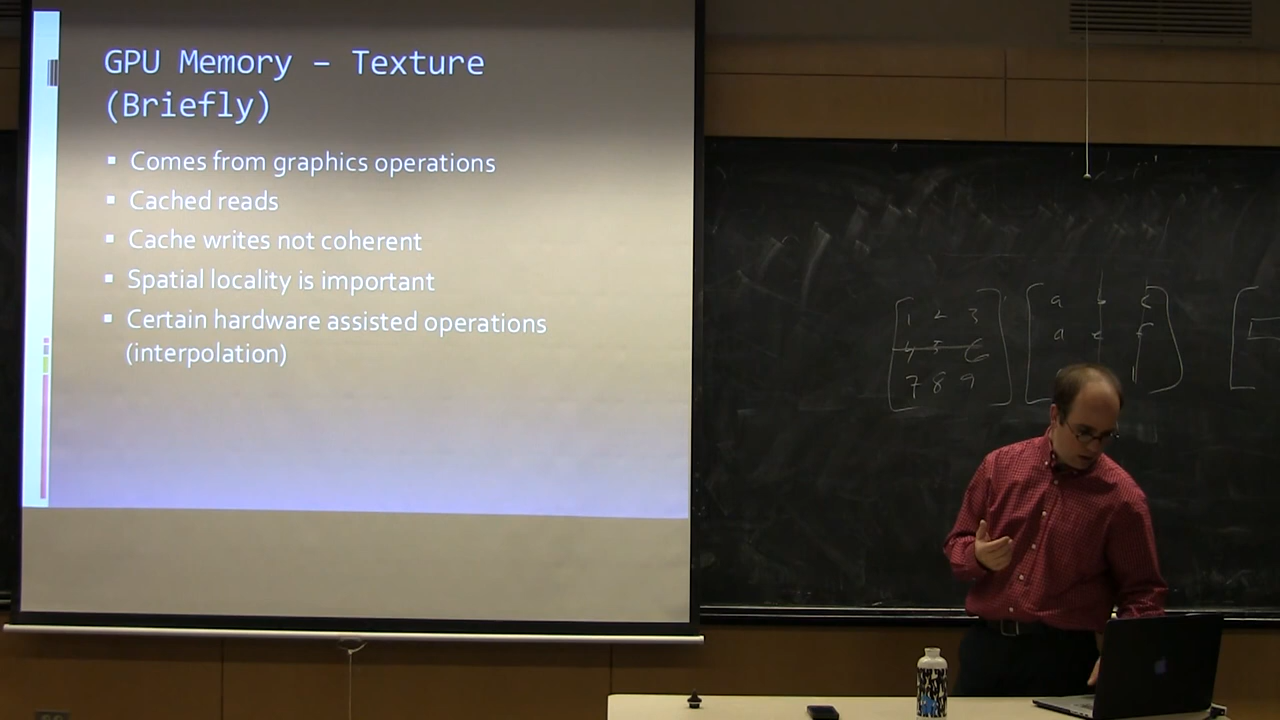 GPU Memory – Texture
(Briefly)
▪ Comes from graphics operations
▪ Cached reads
▪ Cache writes not coherent
▪ Spatial locality is important
▪ Certain hardware assisted operations
(interpolation)
1 2 3
4 5 6
7 8 9
a b c
a e f